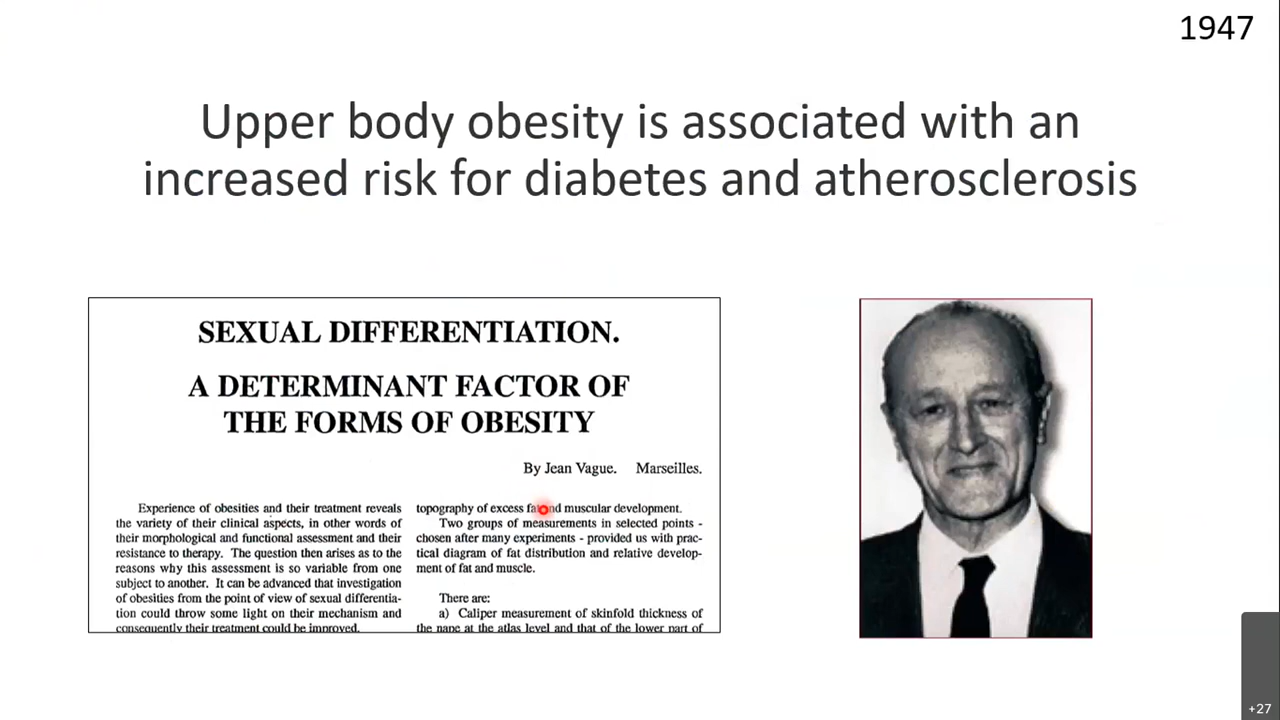 1947
Upper body obesity is associated with an
increased risk for diabetes and atherosclerosis
SEXUAL DIFFERENTIATION.
A DETERMINANT FACTOR OF
THE FORMS OF OBESITY
By Jean Vague. Marseilles.
Experience of obesities and their treatment reveals
the variety of their clinical aspects, in other words of
their morphological and functional assessment and their
resistance to therapy. The question then arises as to the
reasons why this assessment is so variable from one
subject to another. It can be advanced that investigation
of obesities from the point of view of sexual differentia-
tion could throw some light on their mechanism and
consequently their treatment could be improved.
topography of excess fat and muscular development.
Two groups of measurements in selected points -
chosen after many experiments - provided us with prac-
tical diagram of fat distribution and relative develop-
ment of fat and muscle.
There are:
a) Caliper measurement of skinfold thickness of
the nape at the atlas level and that of the lower part of
+27